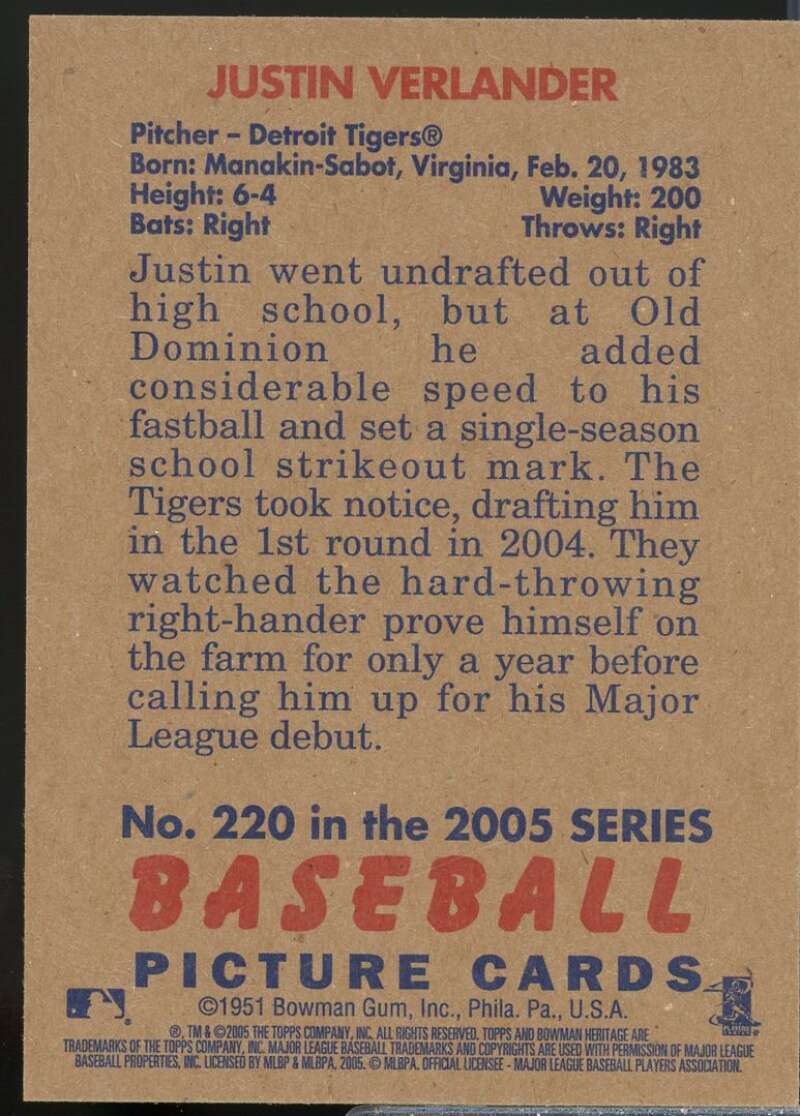 JUSTIN VERLANDER
Pitcher – Detroit Tigers®
Born: Manakin-Sabot, Virginia, Feb. 20, 1983
Height: 6-4 Weight: 200
Bats: Right Throws: Right
Justin went undrafted out of
high school, but at Old
Dominion he added
considerable speed to his
fastball and set a single-season
school strikeout mark. The
Tigers took notice, drafting him
in the 1st round in 2004. They
watched the hard-throwing
right-hander prove himself on
the farm for only a year before
calling him up for his Major
League debut.
No. 220 in the 2005 SERIES
BASEBALL
PICTURE CARDS
©1951 Bowman Gum, Inc., Phila. Pa., U.S.A.
®, TM & ©2005 THE TOPPS COMPANY, INC. ALL RIGHTS RESERVED. TOPPS AND BOWMAN HERITAGE ARE
TRADEMARKS OF THE TOPPS COMPANY, INC. MAJOR LEAGUE BASEBALL TRADEMARKS AND COPYRIGHTS ARE USED WITH PERMISSION OF MAJOR LEAGUE
BASEBALL PROPERTIES, INC. LICENSED BY MLBP & MLBPA. 2005. © MLBPA. OFFICIAL LICENSEE - MAJOR LEAGUE BASEBALL PLAYERS ASSOCIATION.